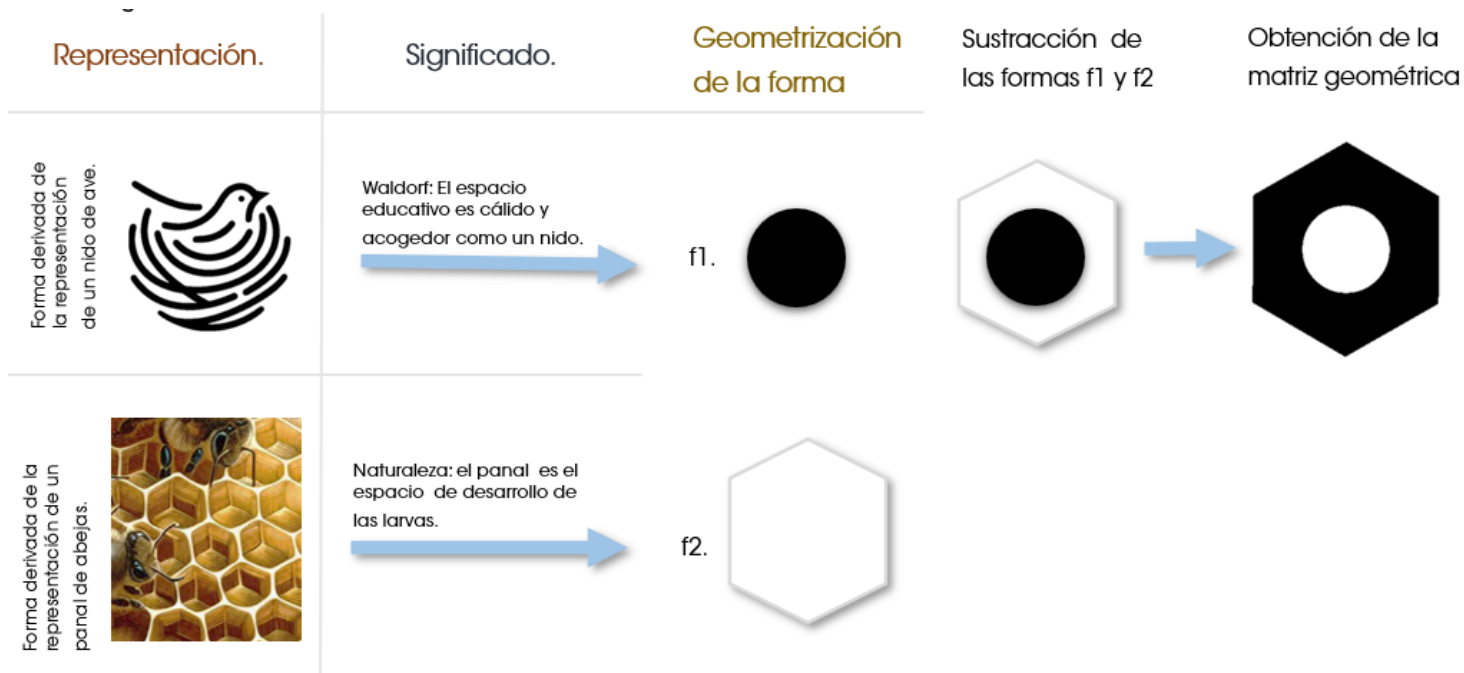 Representación.
Significado.
Geometrización
de la forma
Sustracción de
las formas f1 y f2
Obtención de la
matriz geométrica
Forma derivada de
la representación
de un nido de ave.
Waldorf: El espacio
educativo es cálido y
acogedor como un nido.
f1.
Forma derivada de la
representación de un
panal de abejas.
Naturaleza: el panal es el
espacio de desarrollo de
las larvas.
f2.